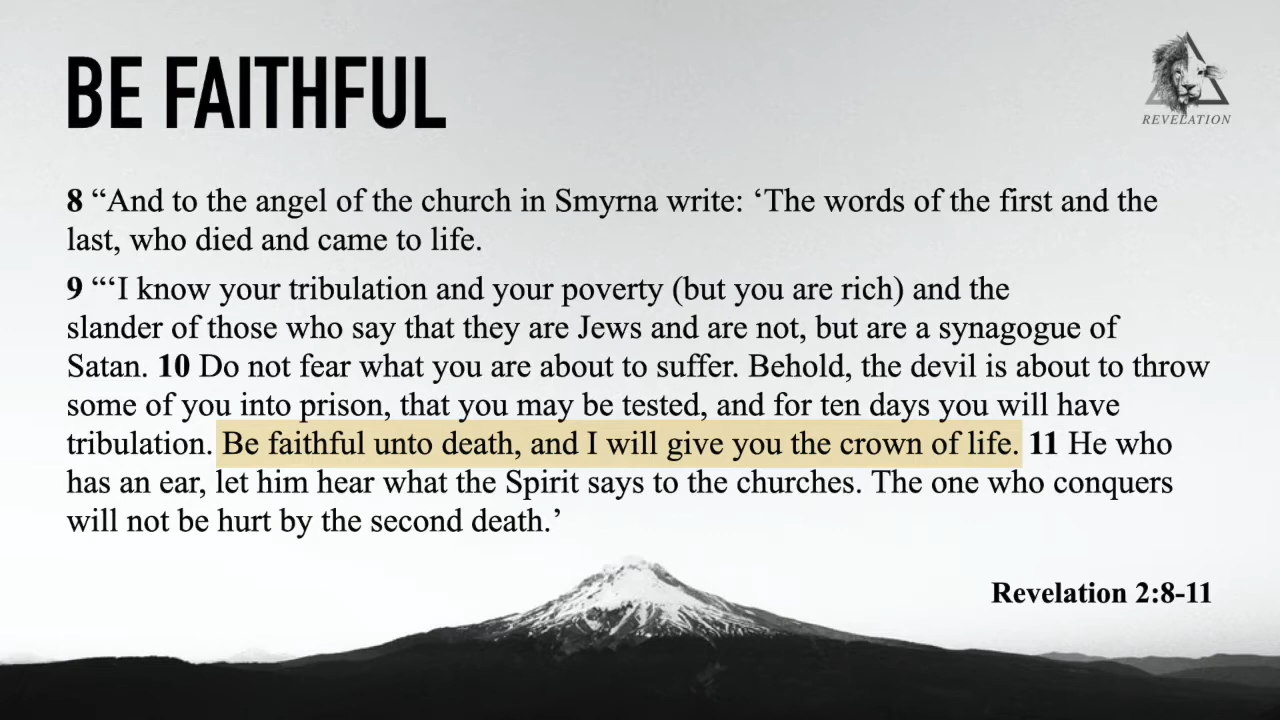 BE FAITHFUL
REVELATION
8 “And to the angel of the church in Smyrna write: ‘The words of the first and the
last, who died and came to life.
9 “‘I know your tribulation and your poverty (but you are rich) and the
slander of those who say that they are Jews and are not, but are a synagogue of
Satan. 10 Do not fear what you are about to suffer. Behold, the devil is about to throw
some of you into prison, that you may be tested, and for ten days you will have
tribulation. Be faithful unto death, and I will give you the crown of life. 11 He who
has an ear, let him hear what the Spirit says to the churches. The one who conquers
will not be hurt by the second death.’
Revelation 2:8-11